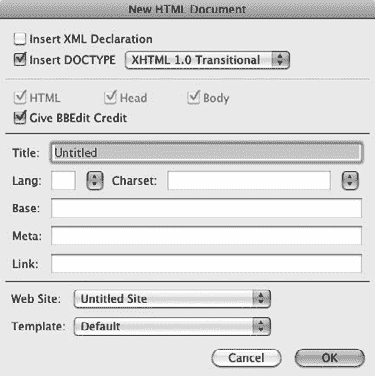 New HTML Document
Insert XML Declaration
Insert DOCTYPE XHTML 1.0 Transitional
HTML Head Body
Give BBEdit Credit
Title: Untitled
Lang: Charset:
Base:
Meta:
Link:
Web Site: Untitled Site
Template: Default
Cancel OK